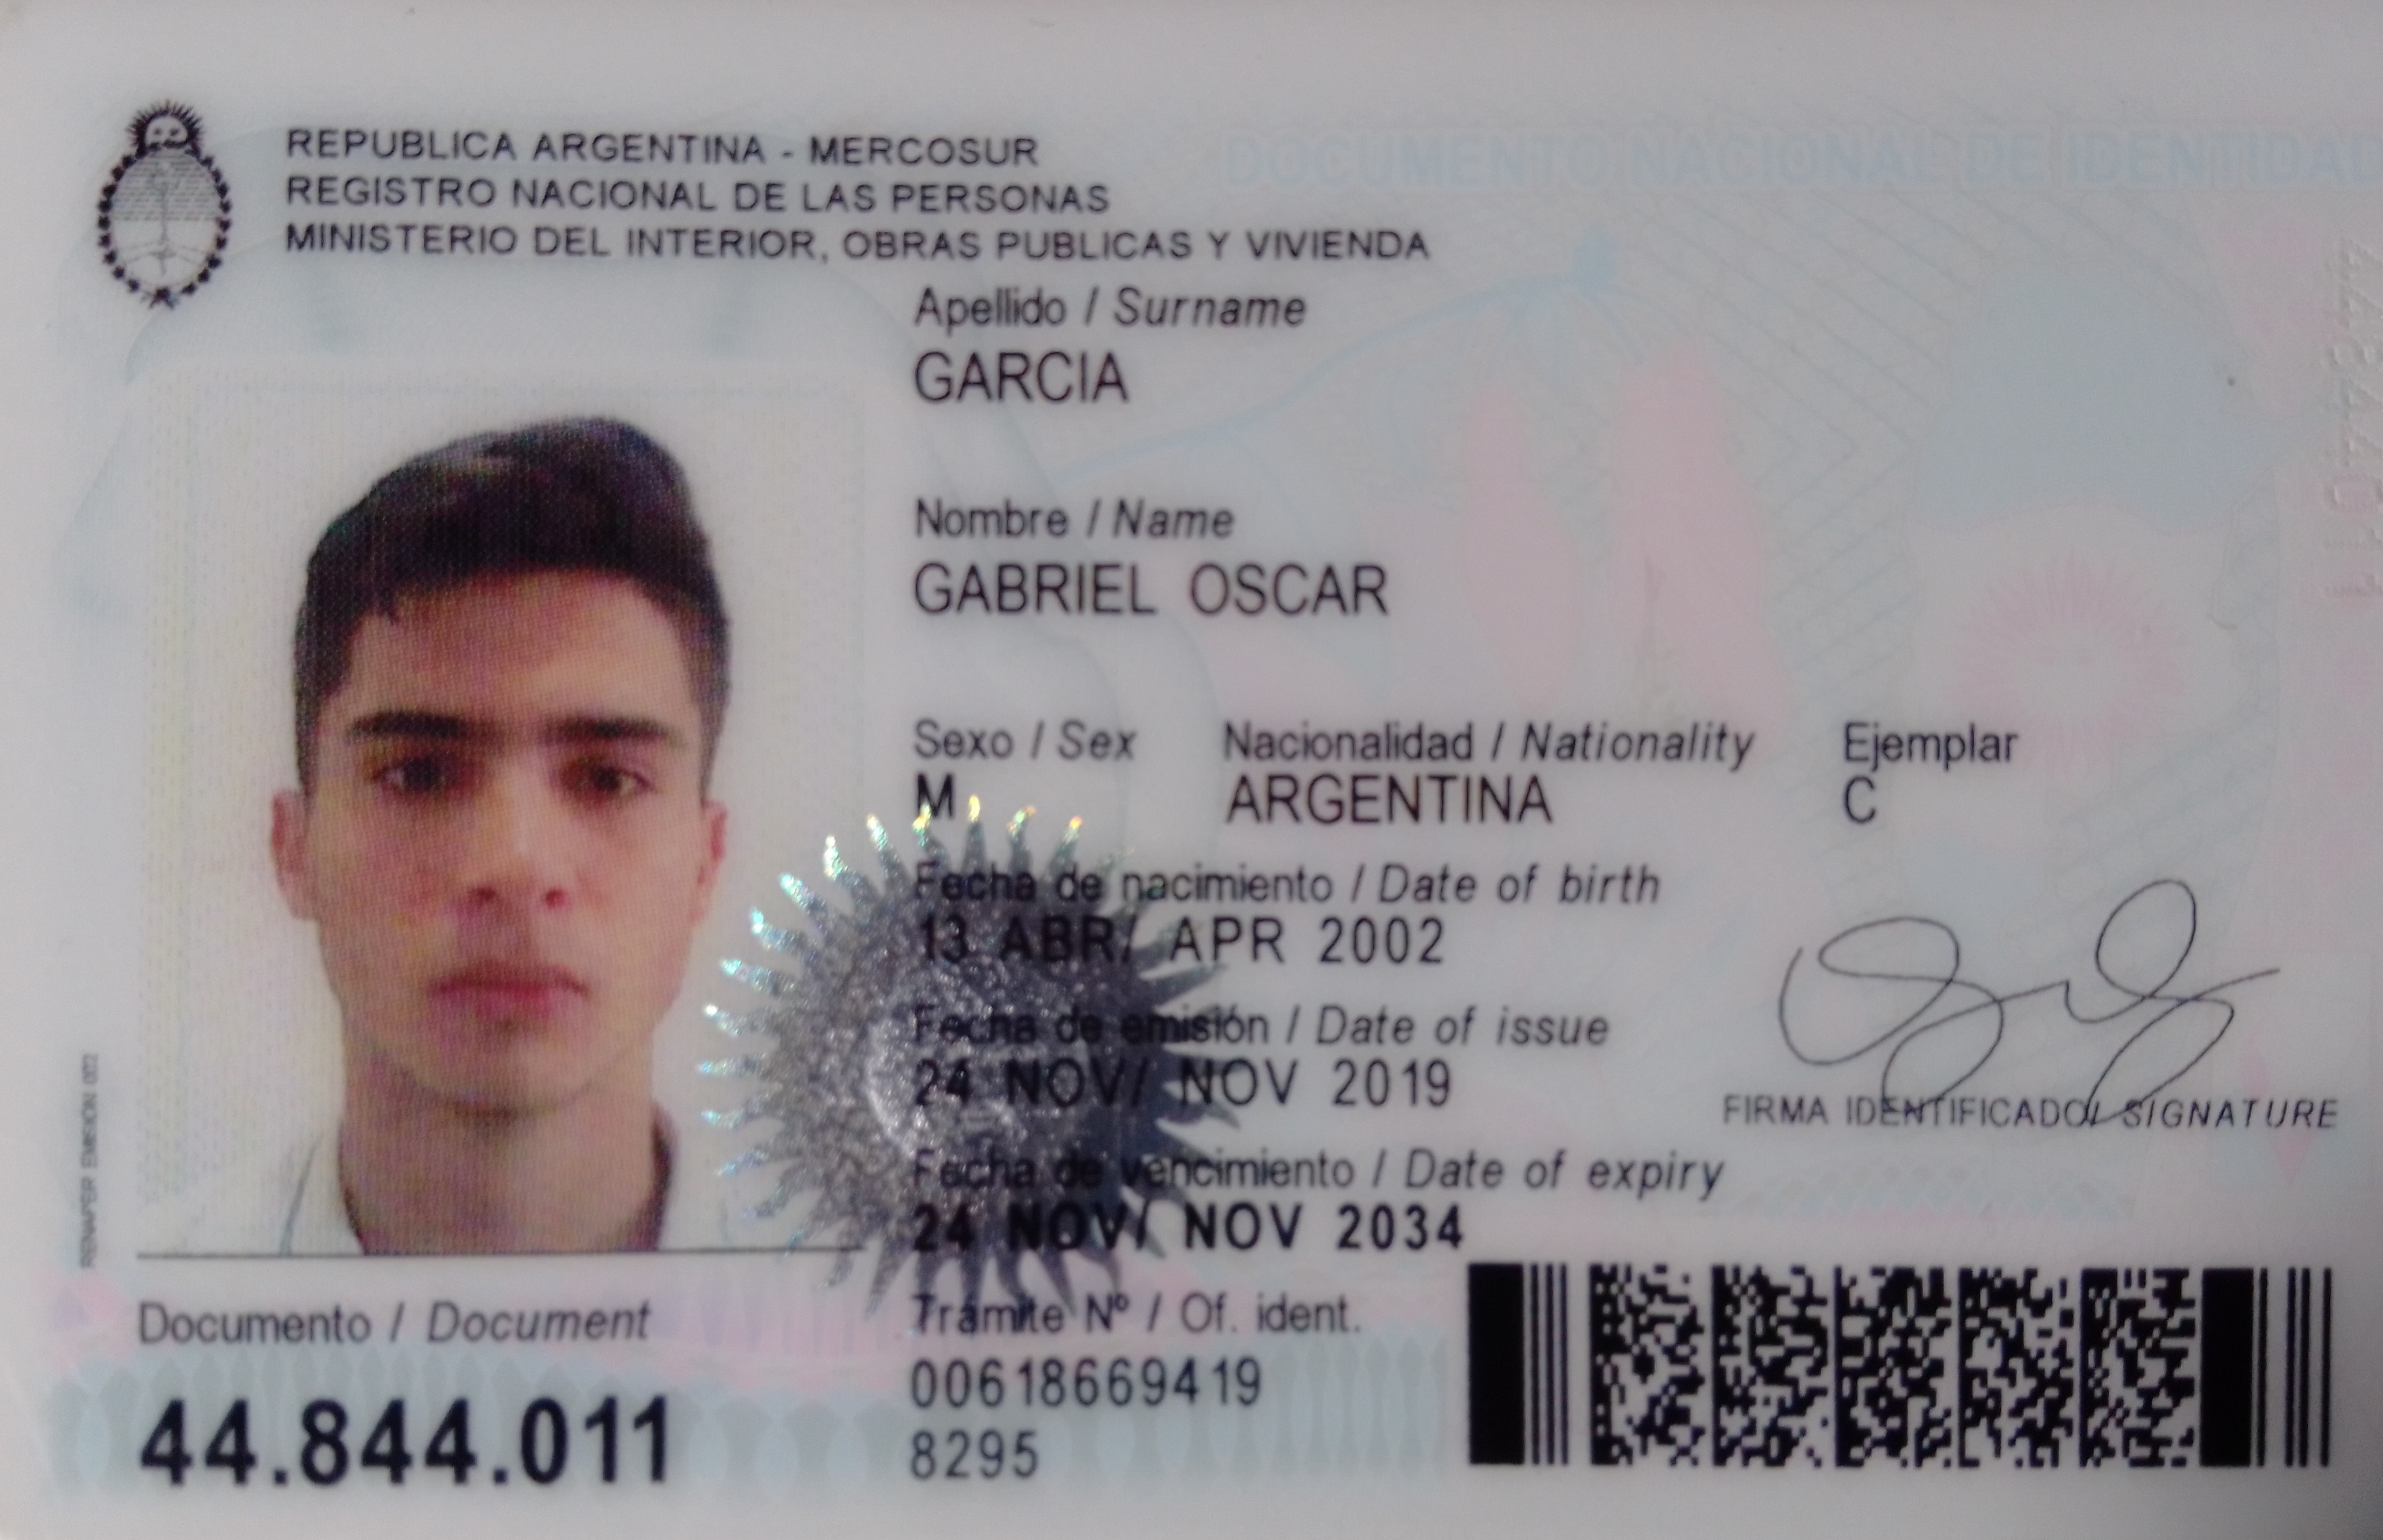 REPUBLICA ARGENTINA - MERCOSUR
REGISTRO NACIONAL DE LAS PERSONAS
MINISTERIO DEL INTERIOR, OBRAS PUBLICAS Y VIVIENDA
DOCUMENTO NACIONAL DE IDENTIDAD
Apellido / Surname
GARCIA
Nombre / Name
GABRIEL OSCAR
Sexo / Sex Nacionalidad / Nationality Ejemplar
M ARGENTINA C
Fecha de nacimiento / Date of birth
13 ABR/ APR 2002
Fecha de emisión / Date of issue
24 NOV/ NOV 2019
FIRMA IDENTIFICADO/ SIGNATURE
Fecha de vencimiento / Date of expiry
24 NOV/ NOV 2034
RENAPER EMISION 072
Documento / Document
44.844.011
Trámite Nº / Of. ident.
00618669419
8295